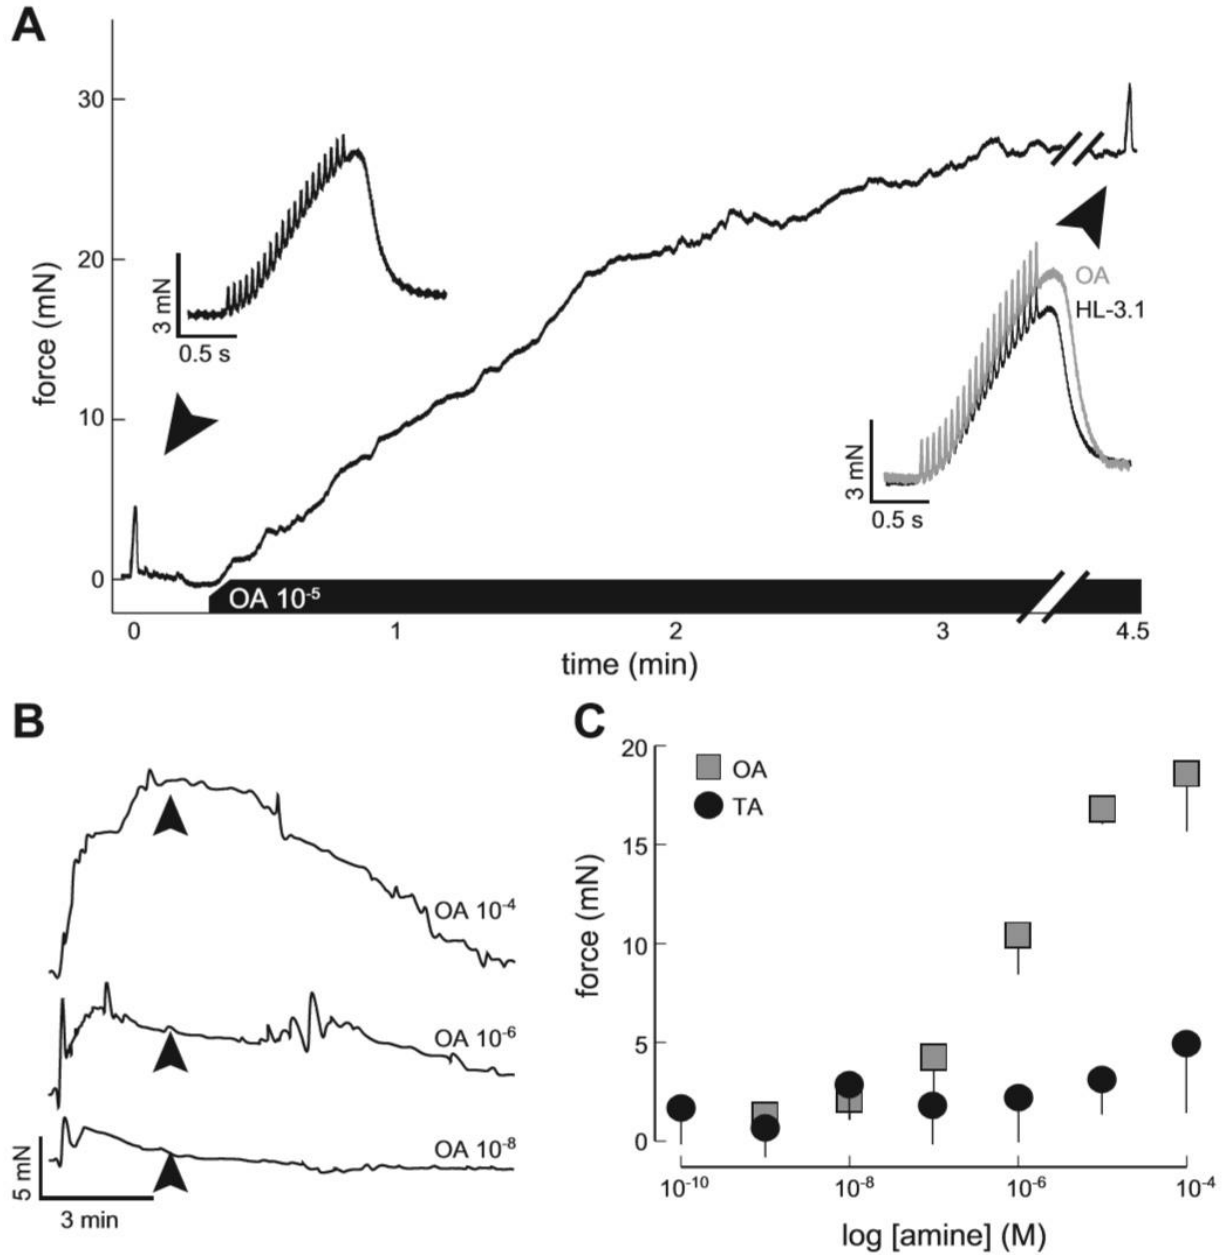 A
30
20
10
0
force (mN)
3 mN
0.5 s
OA
HL-3.1
3 mN
0.5 s
OA 10⁻⁵
0 1 2 3 4.5
time (min)
B
OA 10⁻⁴
OA 10⁻⁶
OA 10⁻⁸
5 mN
3 min
C
OA
TA
20
15
10
5
0
force (mN)
10⁻¹⁰ 10⁻⁸ 10⁻⁶ 10⁻⁴
log [amine] (M)